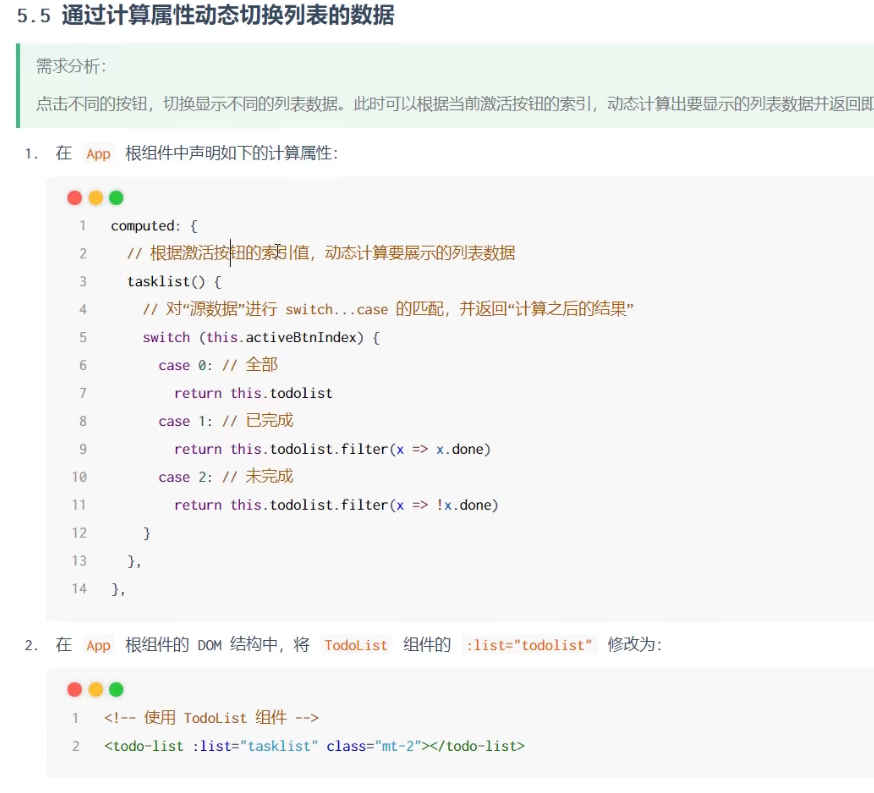 5.5 通过计算属性动态切换列表的数据
需求分析：
点击不同的按钮，切换显示不同的列表数据。此时可以根据当前激活按钮的索引，动态计算出要显示的列表数据并返回即
1. 在 App 根组件中声明如下的计算属性：
1 computed: {
2 // 根据激活按钮的索引值，动态计算要展示的列表数据
3 tasklist() {
4 // 对“源数据”进行 switch...case 的匹配，并返回“计算之后的结果”
5 switch (this.activeBtnIndex) {
6 case 0: // 全部
7 return this.todolist
8 case 1: // 已完成
9 return this.todolist.filter(x => x.done)
10 case 2: // 未完成
11 return this.todolist.filter(x => !x.done)
12 }
13 },
14 },
2. 在 App 根组件的 DOM 结构中，将 TodoList 组件的 :list="todolist" 修改为：
1 <!-- 使用 TodoList 组件 -->
2 <todo-list :list="tasklist" class="mt-2"></todo-list>